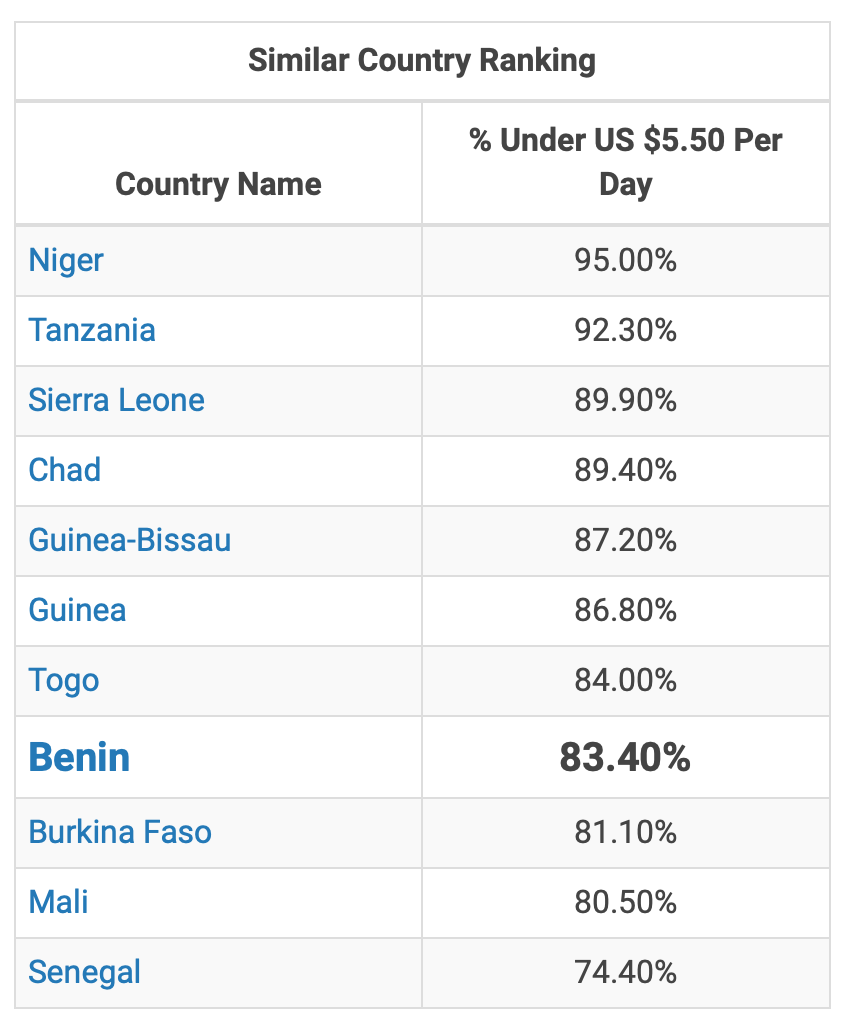 Similar Country Ranking
Country Name
% Under US $5.50 Per
Day
Niger 95.00%
Tanzania 92.30%
Sierra Leone 89.90%
Chad 89.40%
Guinea-Bissau 87.20%
Guinea 86.80%
Togo 84.00%
Benin 83.40%
Burkina Faso 81.10%
Mali 80.50%
Senegal 74.40%